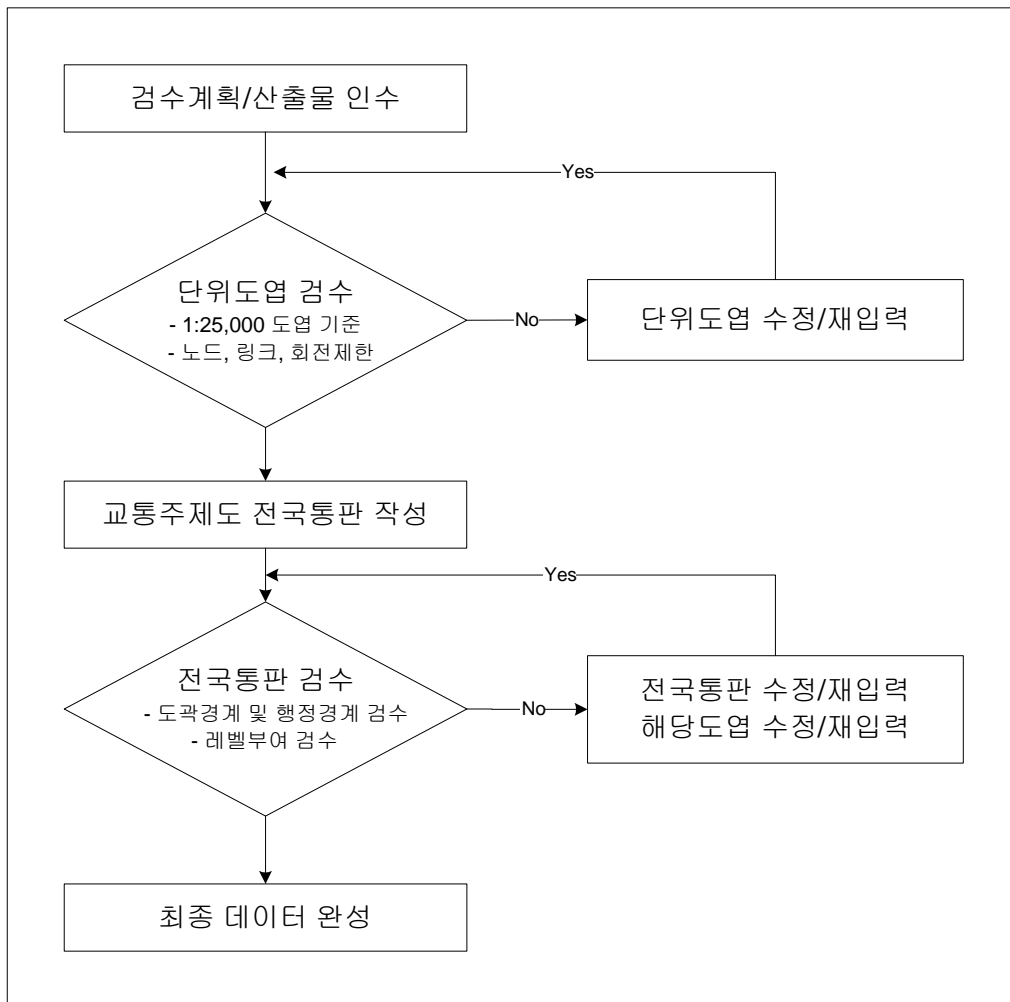 검수계획/산출물 인수
Yes
단위도엽 검수
- 1:25,000 도엽 기준
- 노드, 링크, 회전제한
No
단위도엽 수정/재입력
교통주제도 전국통판 작성
Yes
전국통판 검수
- 도곽경계 및 행정경계 검수
- 레벨부여 검수
No
전국통판 수정/재입력
해당도엽 수정/재입력
최종 데이터 완성